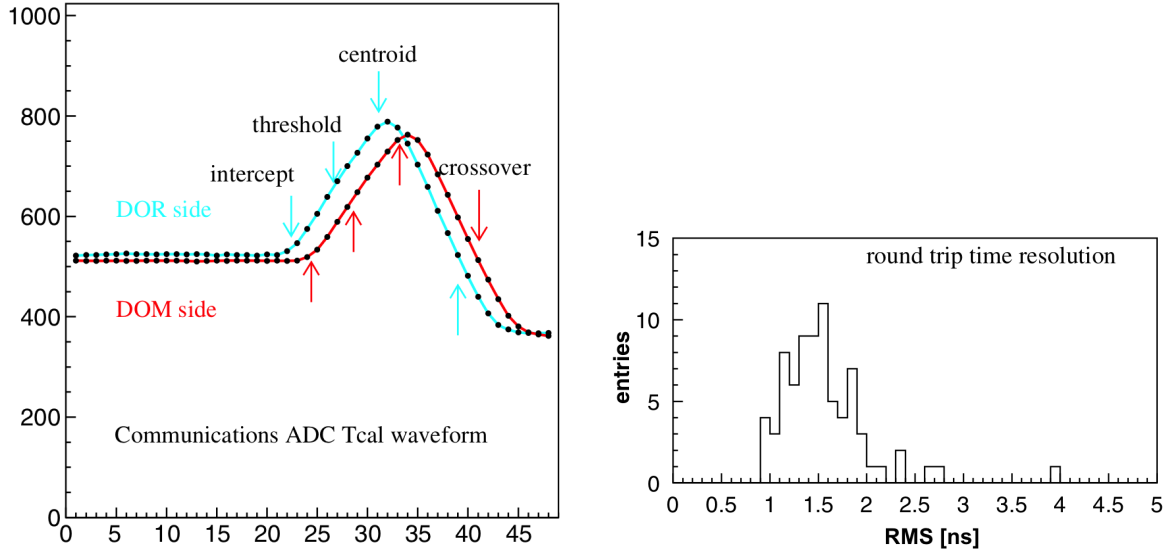 1000
800
600
400
200
0
0 5 10 15 20 25 30 35 40 45
centroid
threshold
intercept
crossover
DOR side
DOM side
Communications ADC Tcal waveform
round trip time resolution
entries
15
10
5
0
0 0.5 1 1.5 2 2.5 3 3.5 4 4.5 5
RMS [ns]